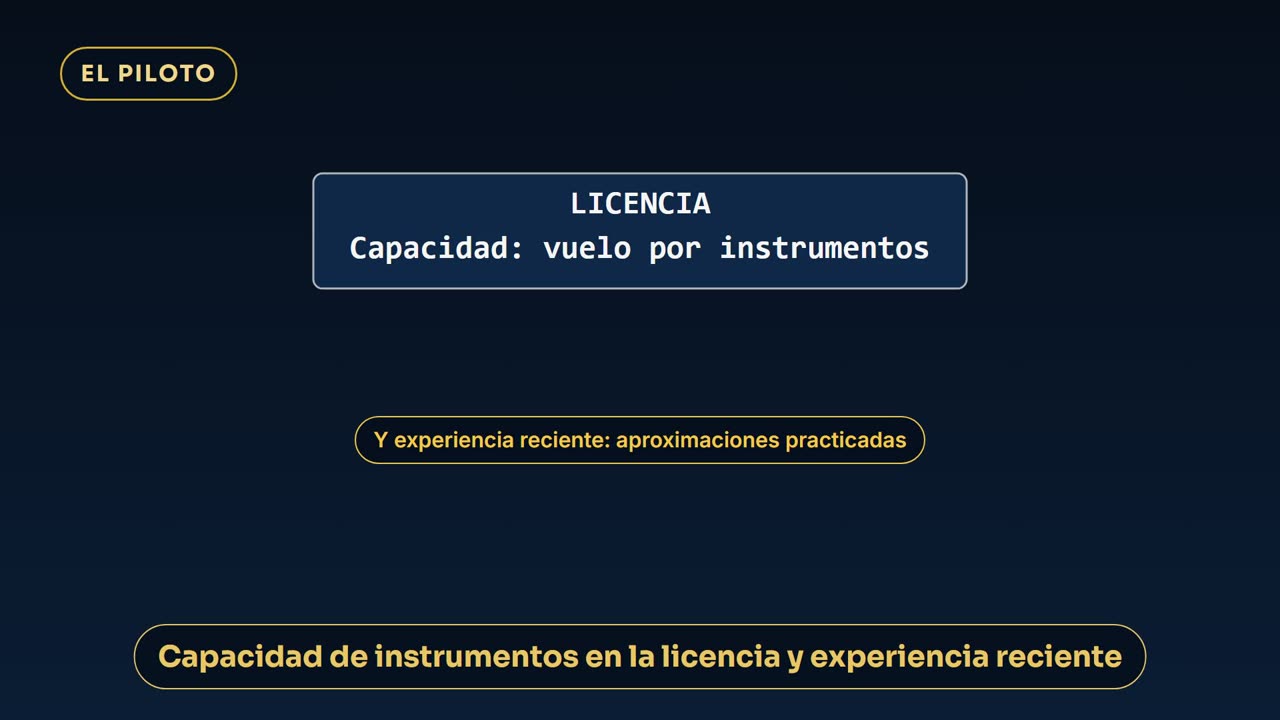 EL PILOTO
LICENCIA
Capacidad: vuelo por instrumentos
Y experiencia reciente: aproximaciones practicadas
Capacidad de instrumentos en la licencia y experiencia reciente